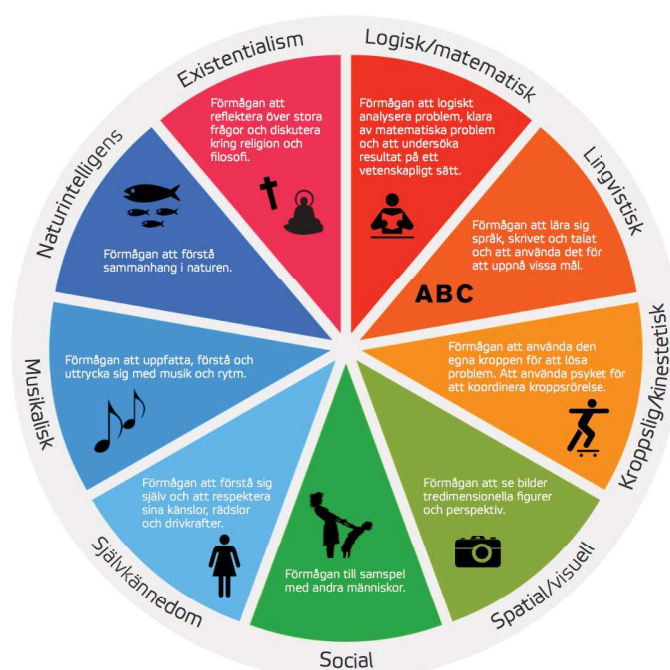 Existentialism
Förmågan att
reflektera över stora
frågor och diskutera
kring religion och
filosofi.
Logisk/matematisk
Förmågan att logiskt
analysera problem, klara
av matematiska problem
och att undersöka
resultat på ett
vetenskapligt sätt.
Lingvistisk
Förmågan att lära sig
språk, skrivet och talat
och att använda det för
att uppnå vissa mål.
ABC
Kroppslig/kinestetisk
Förmågan att använda den
egna kroppen för att lösa
problem. Att använda psyket för
att koordinera kroppsrörelse.
Spatial/visuell
Förmågan att se bilder
tredimensionella figurer
och perspektiv.
Social
Förmågan till samspel
med andra människor.
Självkännedom
Förmågan att förstå sig
själv och att respektera
sina känslor, rädslor
och drivkrafter.
Musikalisk
Förmågan att uppfatta, förstå och
uttrycka sig med musik och rytm.
Naturintelligens
Förmågan att förstå
sammanhang i naturen.